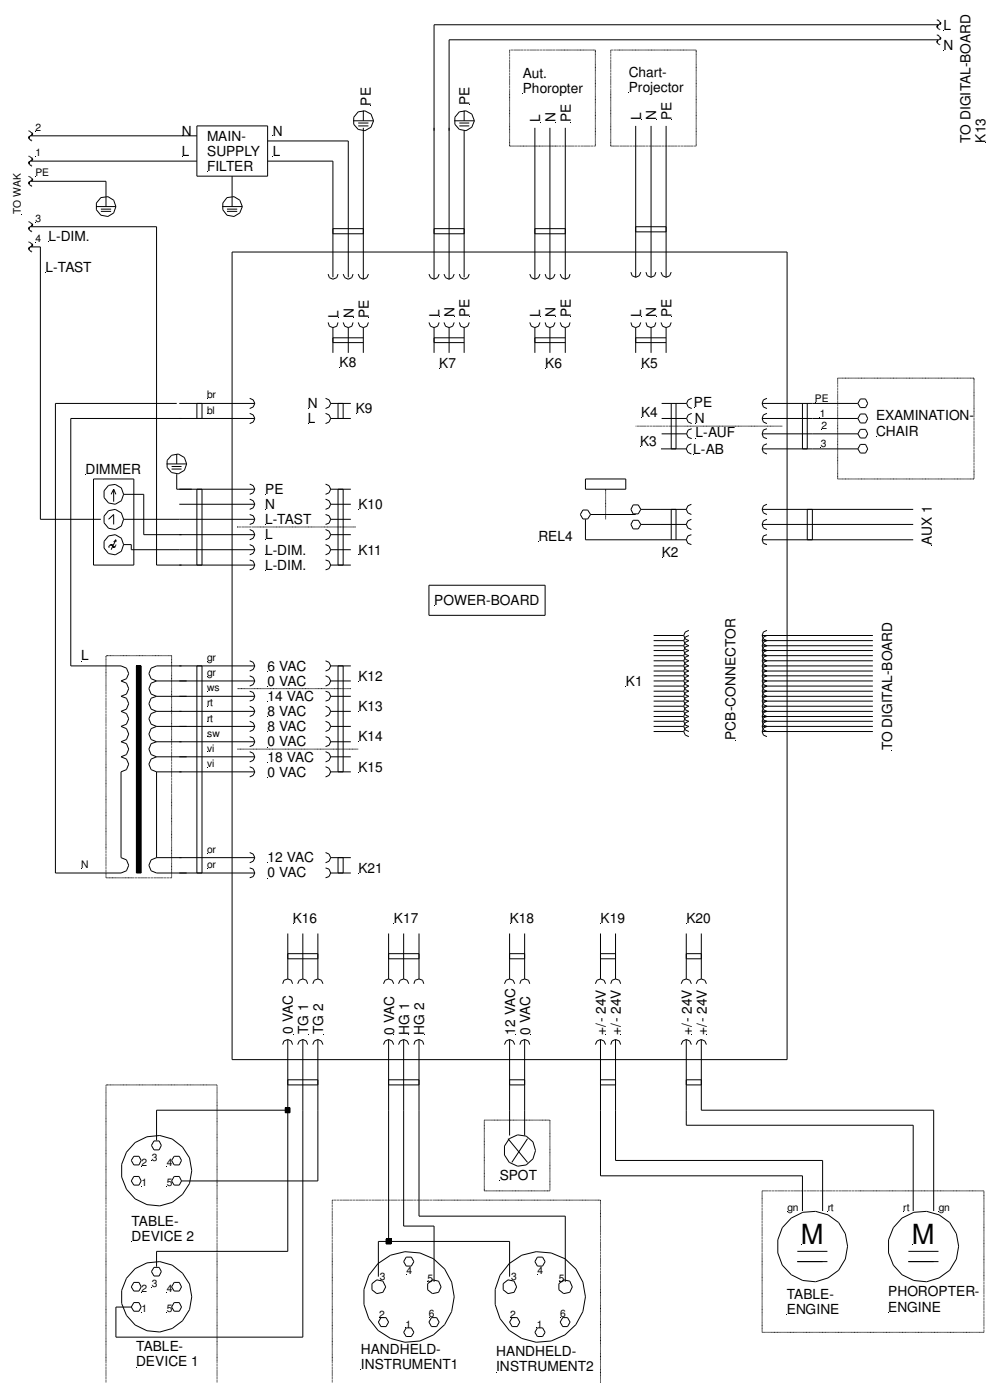 L
N
TO DIGITAL-BOARD
K13
Aut.
Phoropter
L
N
PE
Chart-
Projector
L
N
PE
PE
PE
2
1
PE
TO WAK
3
L-DIM.
4
L-TAST
N
L
MAIN-
SUPPLY
FILTER
N
L
L
N
PE
K8
L
N
PE
K7
L
N
PE
K6
L
N
PE
K5
br
bl
N
L
K9
K4
K3
PE
N
L-AUF
L-AB
PE
1
2
3
EXAMINATION-
CHAIR
DIMMER
PE
N
L-TAST
L
L-DIM.
L-DIM.
K10
K11
REL4
K2
AUX 1
POWER-BOARD
K1
PCB-CONNECTOR
TO DIGITAL-BOARD
L
N
gr
gr
ws
rt
rt
sw
vi
vi
or
or
6 VAC
0 VAC
14 VAC
8 VAC
8 VAC
0 VAC
18 VAC
0 VAC
K12
K13
K14
K15
12 VAC
0 VAC
K21
K16
0 VAC
TG 1
TG 2
K17
0 VAC
HG 1
HG 2
K18
12 VAC
0 VAC
K19
+/- 24V
+/- 24V
K20
+/- 24V
+/- 24V
2
3
4
1
5
TABLE-
DEVICE 2
2
3
4
1
5
TABLE-
DEVICE 1
SPOT
3
4
5
2
1
6
HANDHELD-
INSTRUMENT1
3
4
5
2
1
6
HANDHELD-
INSTRUMENT2
gn
rt
M
TABLE-
ENGINE
rt
gn
M
PHOROPTER-
ENGINE